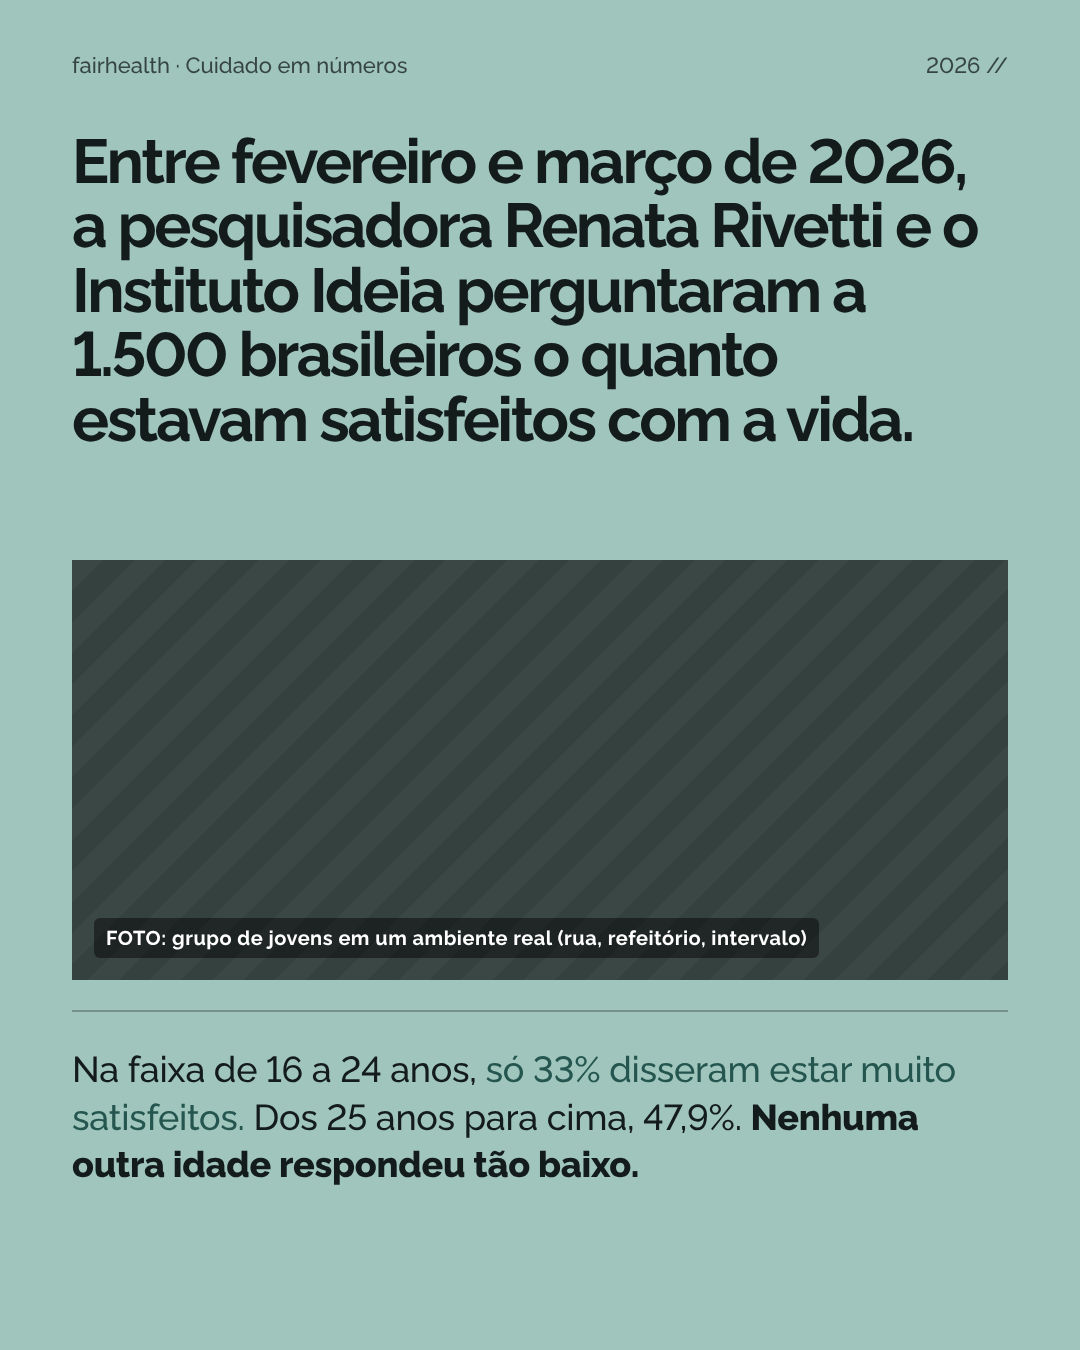 fairhealth · Cuidado em números
2026 //
Entre fevereiro e março de 2026,
a pesquisadora Renata Rivetti e o
Instituto Ideia perguntaram a
1.500 brasileiros o quanto
estavam satisfeitos com a vida.
FOTO: grupo de jovens em um ambiente real (rua, refeitório, intervalo)
Na faixa de 16 a 24 anos, só 33% disseram estar muito
satisfeitos. Dos 25 anos para cima, 47,9%. Nenhuma
outra idade respondeu tão baixo.